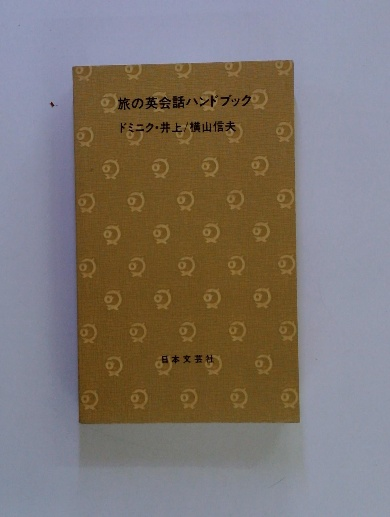 旅の英会話ハンドブック
ドミニク・井上/横山信夫
日本文芸社